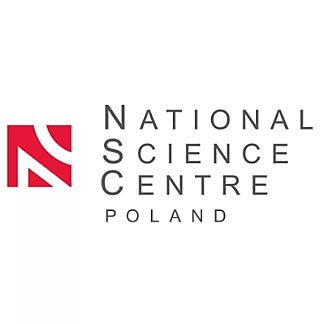 NATIONAL
SCIENCE
CENTRE
POLAND